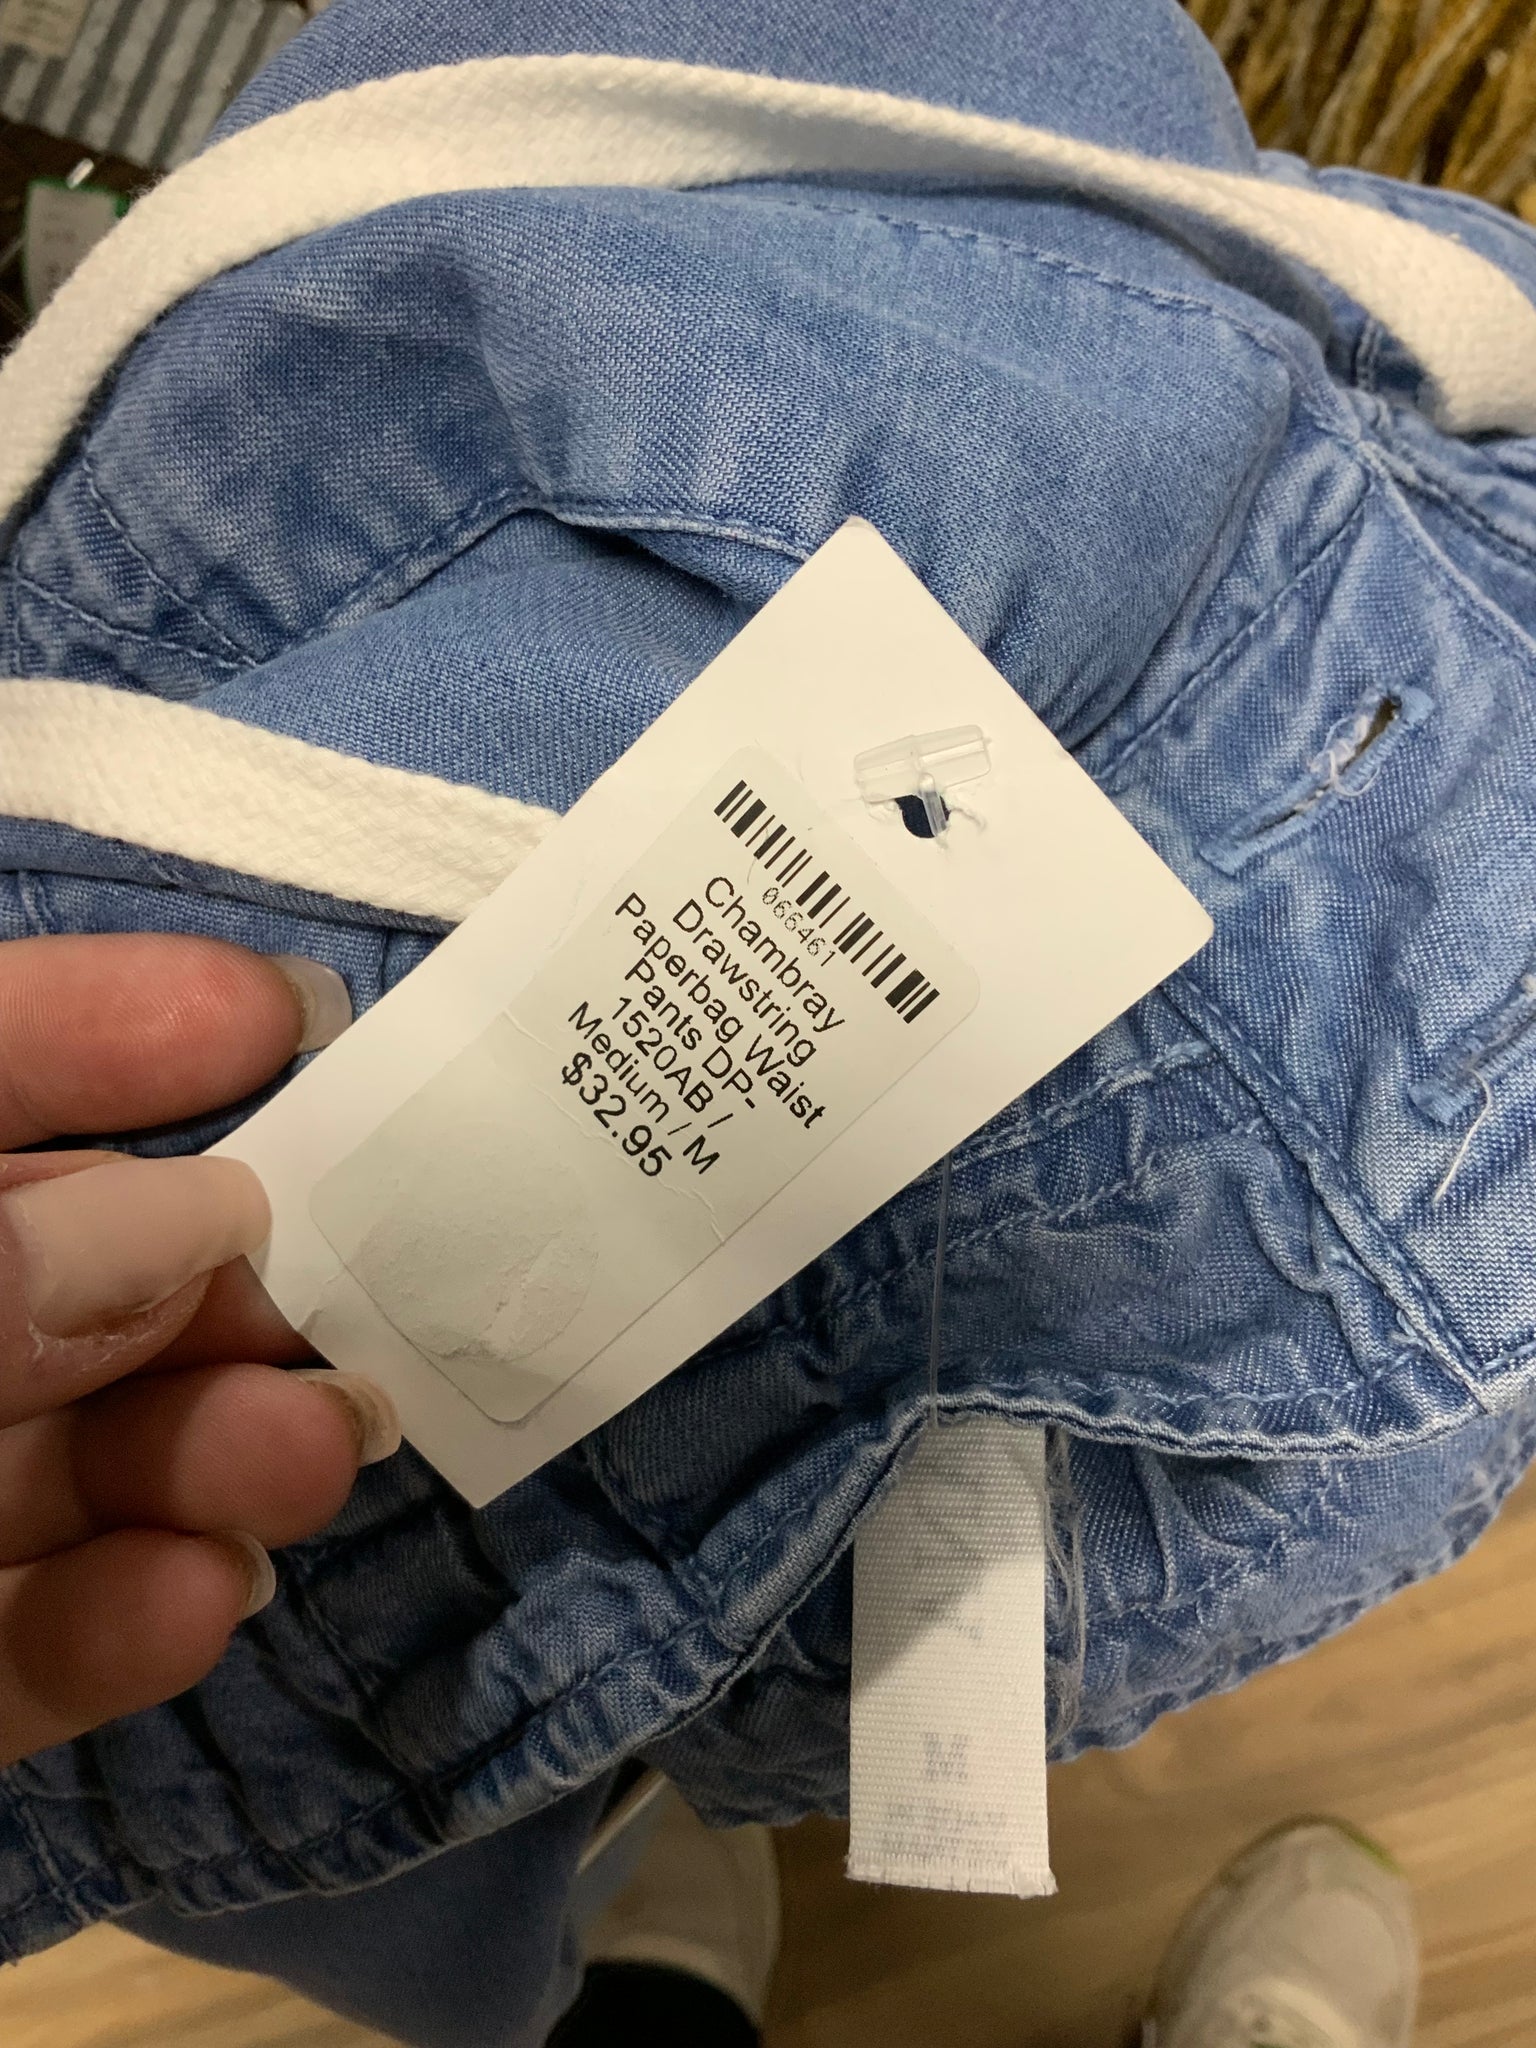 066461
Chambray
Drawstring
Paperbag Waist
Pants DP-
1520AB /
Medium / M
$32.95
M